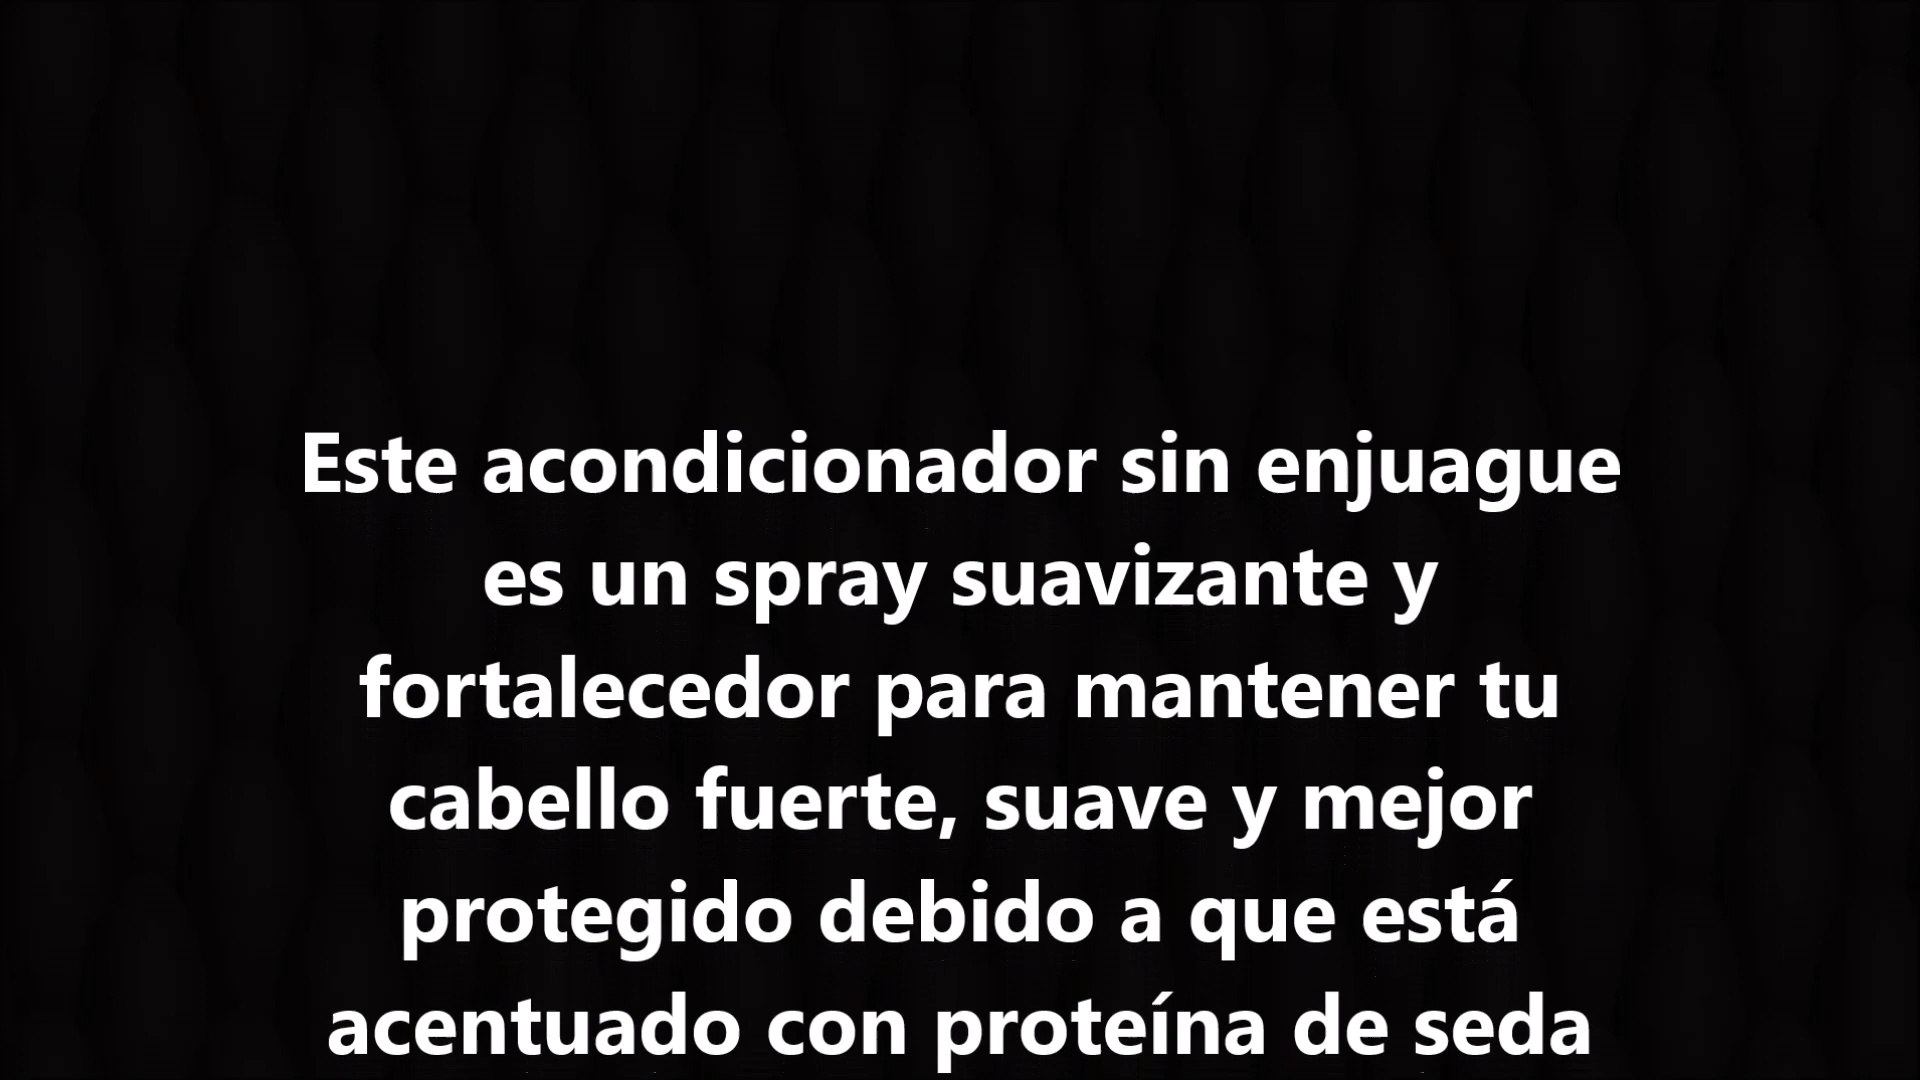 Este acondicionador sin enjuague
es un spray suavizante y
fortalecedor para mantener tu
cabello fuerte, suave y mejor
protegido debido a que está
acentuado con proteína de seda